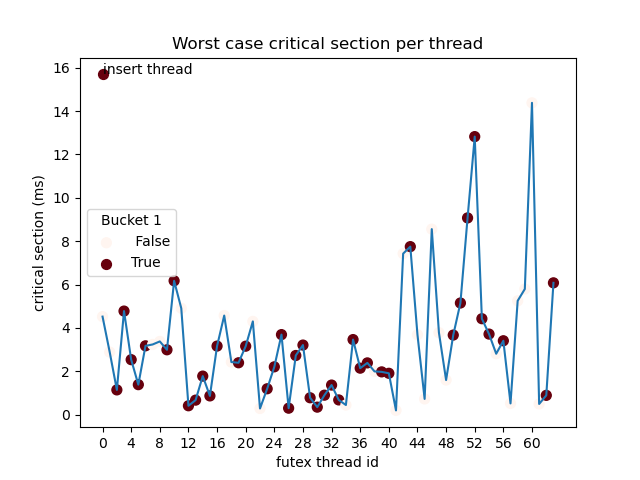 Worst case critical section per thread
16
14
12
10
8
6
4
2
0
critical section (ms)
insert thread
Bucket 1
False
True
0 4 8 12 16 20 24 28 32 36 40 44 48 52 56 60
futex thread id